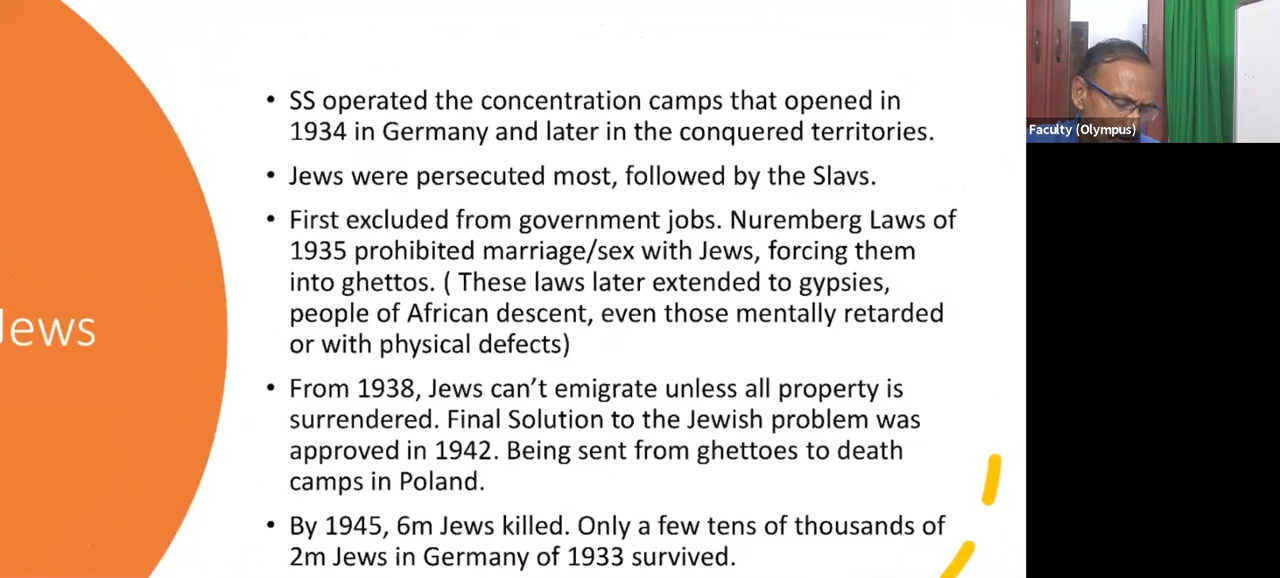 Jews
• SS operated the concentration camps that opened in
1934 in Germany and later in the conquered territories.
• Jews were persecuted most, followed by the Slavs.
• First excluded from government jobs. Nuremberg Laws of
1935 prohibited marriage/sex with Jews, forcing them
into ghettos. ( These laws later extended to gypsies,
people of African descent, even those mentally retarded
or with physical defects)
• From 1938, Jews can’t emigrate unless all property is
surrendered. Final Solution to the Jewish problem was
approved in 1942. Being sent from ghettoes to death
camps in Poland.
• By 1945, 6m Jews killed. Only a few tens of thousands of
2m Jews in Germany of 1933 survived.
Faculty (Olympus)